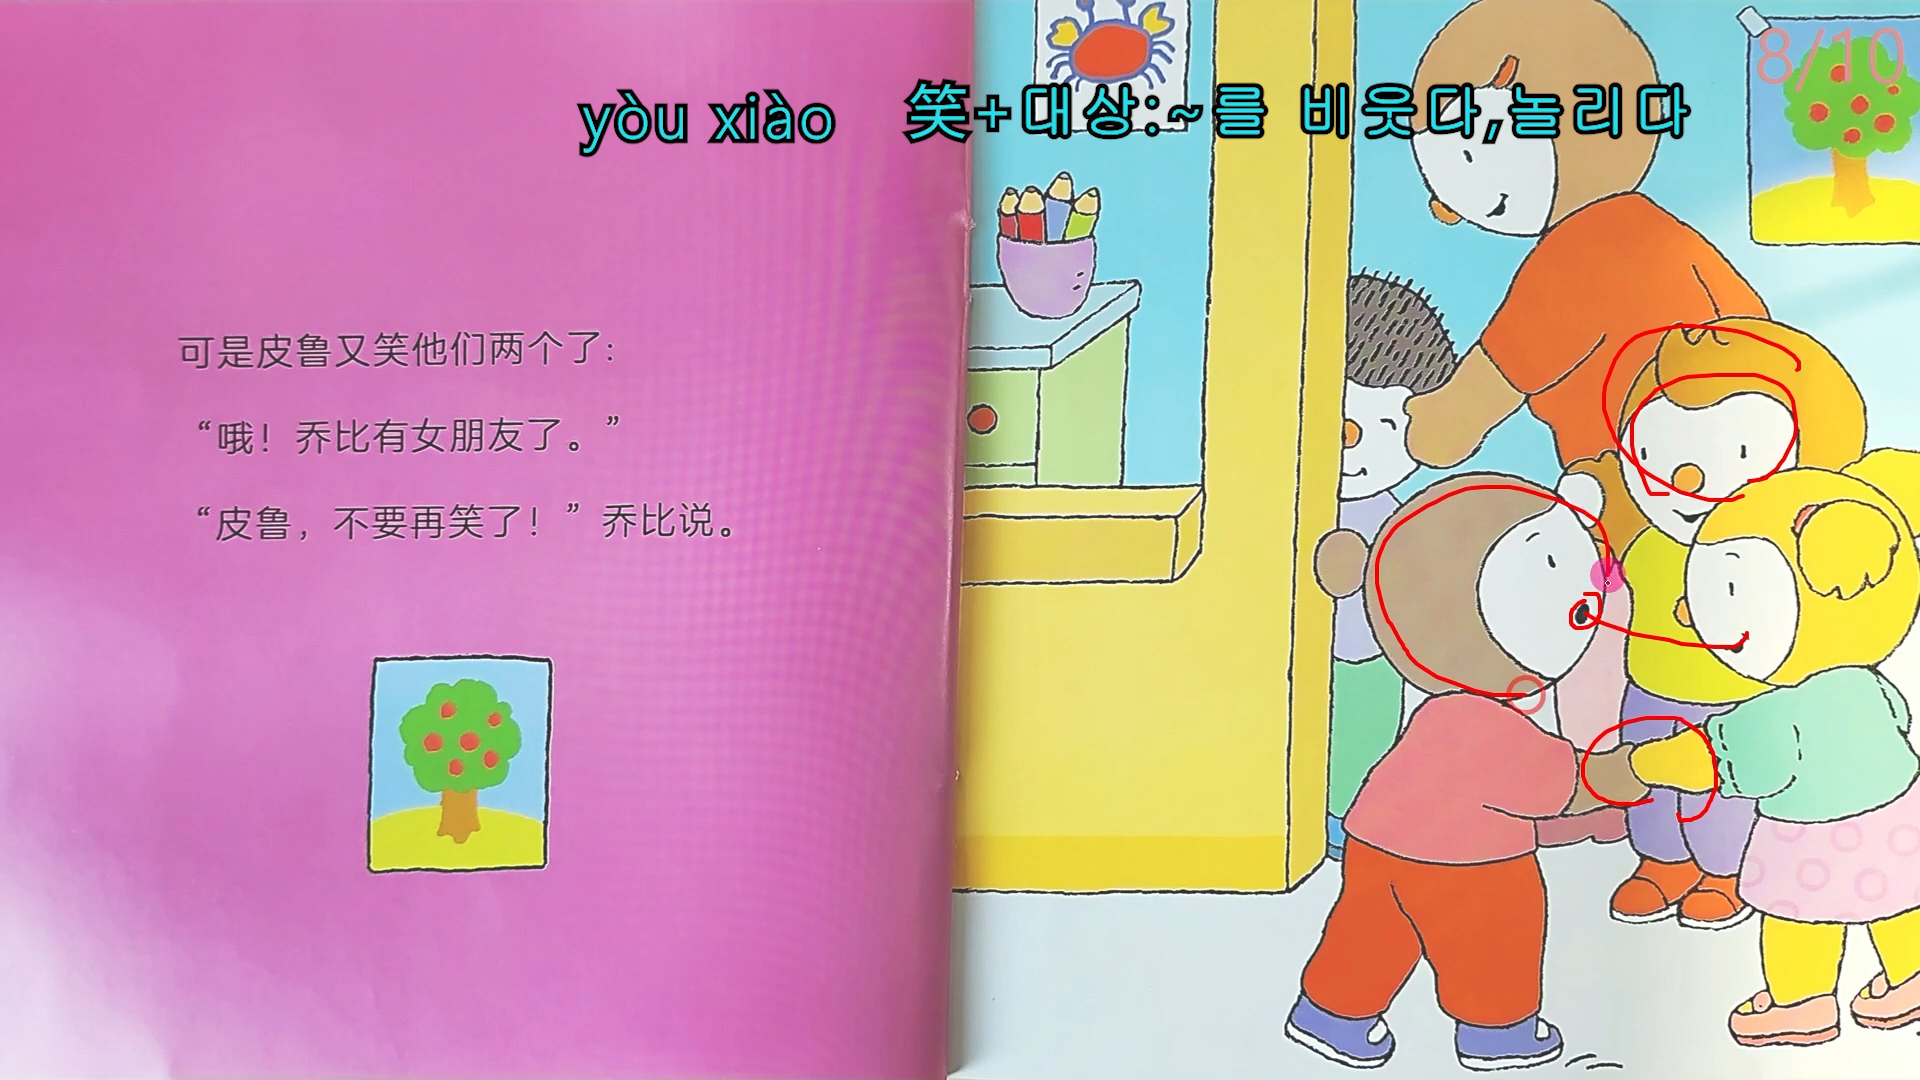 8/10
yòu xiào 笑+대상:~를 비웃다,놀리다
可是皮鲁又笑他们两个了:
“哦！乔比有女朋友了。”
“皮鲁，不要再笑了！”乔比说。